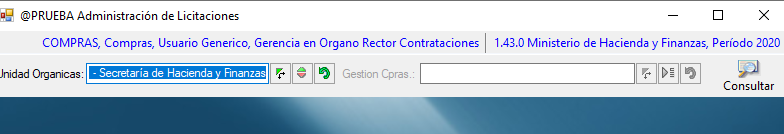 @PRUEBA Administración de Licitaciones
COMPRAS, Compras, Usuario Generico, Gerencia en Organo Rector Contrataciones 1.43.0 Ministerio de Hacienda y Finanzas, Período 2020
Unidad Organicas: - Secretaría de Hacienda y Finanzas Gestion Cpras.:
Consultar